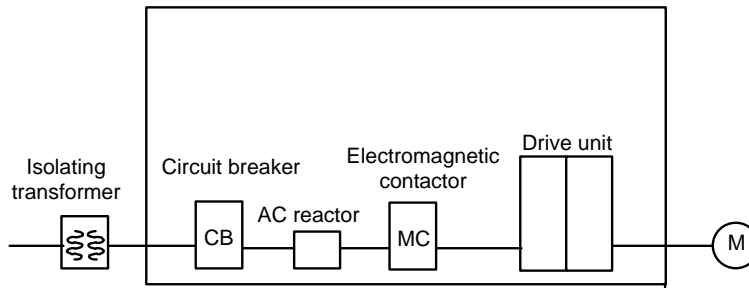 Isolating
transformer
Circuit breaker
AC reactor
Electromagnetic
contactor
Drive unit
CB
MC
M